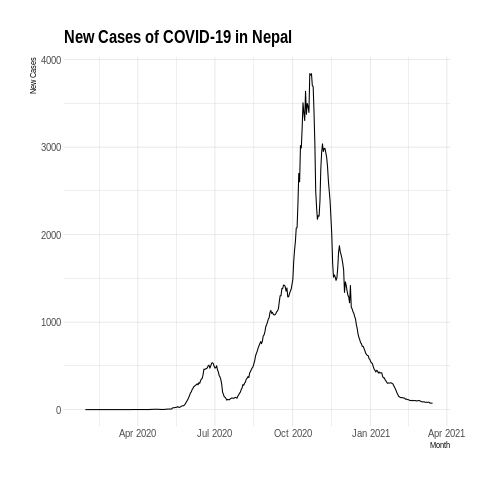 New Cases of COVID-19 in Nepal
New Cases
4000
3000
2000
1000
0
Apr 2020 Jul 2020 Oct 2020 Jan 2021 Apr 2021
Month